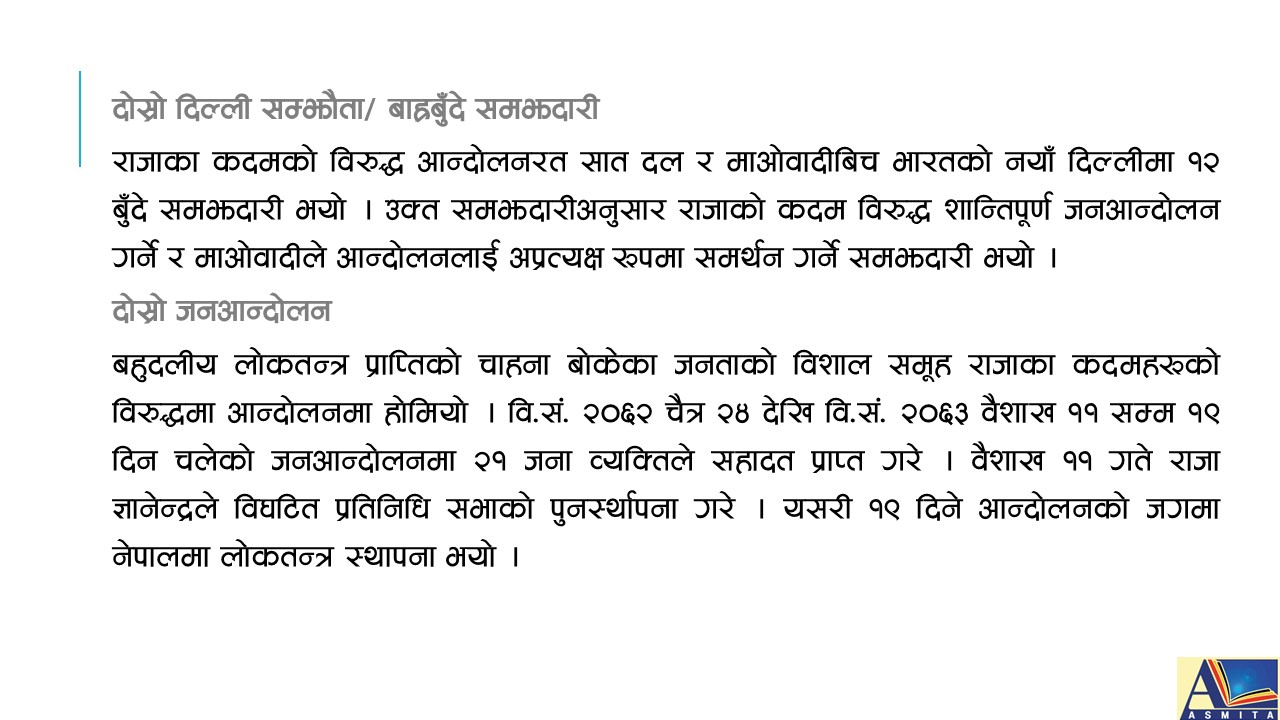 दोस्रो दिल्ली सम्झौता/ बाह्रबुँदे समझदारी
राजाका कदमको विरुद्ध आन्दोलनरत सात दल र माओवादीबिच भारतको नयाँ दिल्लीमा १२
बुँदे समझदारी भयो । उक्त समझदारीअनुसार राजाको कदम विरुद्ध शान्तिपूर्ण जनआन्दोलन
गर्ने र माओवादीले आन्दोलनलाई अप्रत्यक्ष रूपमा समर्थन गर्ने समझदारी भयो ।
दोस्रो जनआन्दोलन
बहुदलीय लोकतन्त्र प्राप्तिको चाहना बोकेका जनताको विशाल समूह राजाका कदमहरूको
विरुद्धमा आन्दोलनमा होमियो । वि.सं. २०६२ चैत्र २४ देखि वि.सं. २०६३ वैशाख ११ सम्म १९
दिन चलेको जनआन्दोलनमा २१ जना व्यक्तिले सहादत प्राप्त गरे । वैशाख ११ गते राजा
ज्ञानेन्द्रले विघटित प्रतिनिधि सभाको पुनर्स्थापना गरे । यसरी १९ दिने आन्दोलनको जगमा
नेपालमा लोकतन्त्र स्थापना भयो ।
ASMITA